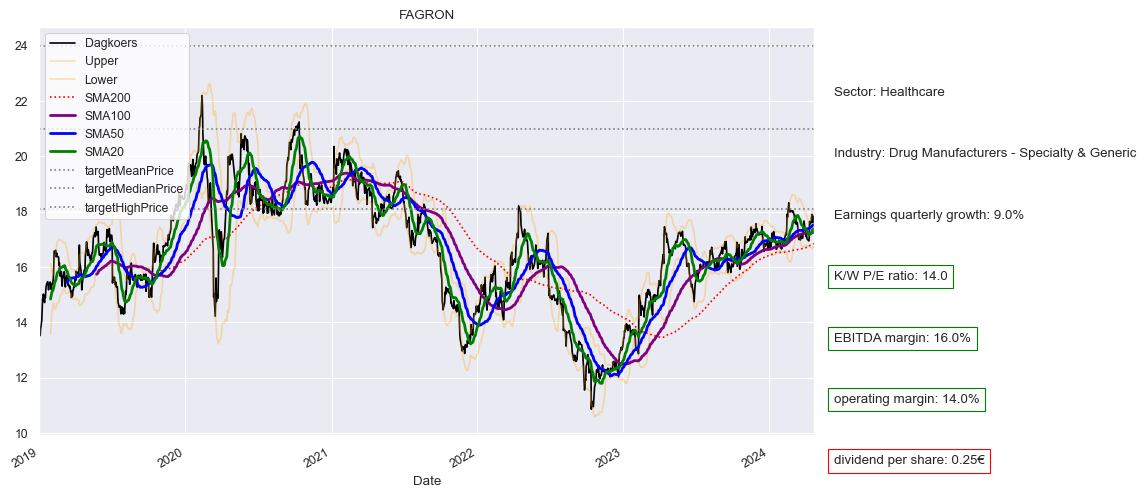 FAGRON
24
22
20
18
16
14
12
10
Dagkoers
Upper
Lower
SMA200
SMA100
SMA50
SMA20
targetMeanPrice
targetMedianPrice
targetHighPrice
2019
2020
2021
2022
2023
2024
Date
Sector: Healthcare
Industry: Drug Manufacturers - Specialty & Generic
Earnings quarterly growth: 9.0%
K/W P/E ratio: 14.0
EBITDA margin: 16.0%
operating margin: 14.0%
dividend per share: 0.25€